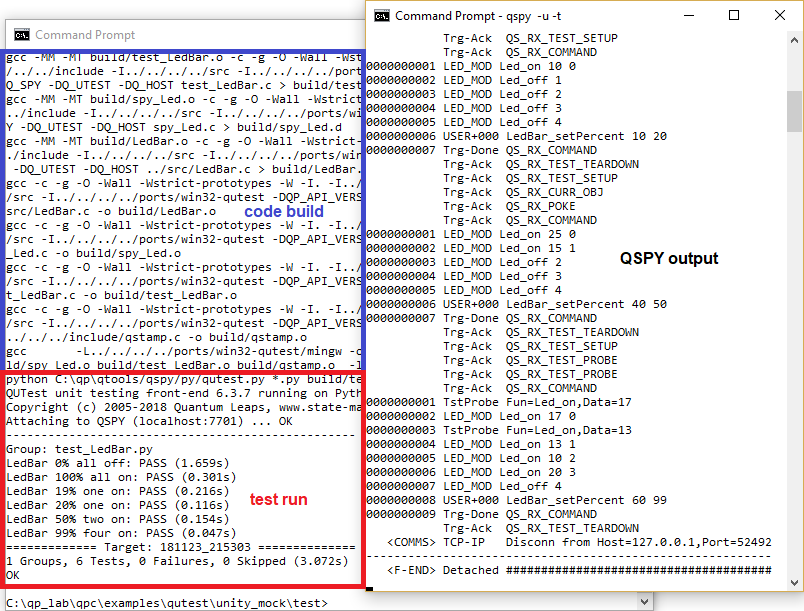 Command Prompt
gcc -MM -MT build/test_LedBar.o -c -g -O -Wall -Wst
/../../include -I../../../../src -I../../../../port
Q_SPY -DQ_UTEST -DQ_HOST test_LedBar.c > build/test
gcc -MM -MT build/spy_Led.o -c -g -O -Wall -Wstrict
../include -I../../../../src -I../../../../ports/wi
Y -DQ_UTEST -DQ_HOST spy_Led.c > build/spy_Led.d
gcc -MM -MT build/LedBar.o -c -g -O -Wall -Wstrict-
./include -I../../../../src -I../../../../ports/win
 -DQ_UTEST -DQ_HOST ../src/LedBar.c > build/LedBar.
gcc -c -g -O -Wall -Wstrict-prototypes -W -I. -I../
/src -I../../../../ports/win32-qutest -DQP_API_VERS
src/LedBar.c -o build/LedBar.o
gcc -c -g -O -Wall -Wstrict-prototypes -W -I. -I../
/src -I../../../../ports/win32-qutest -DQP_API_VERS
_Led.c -o build/spy_Led.o
gcc -c -g -O -Wall -Wstrict-prototypes -W -I. -I../
/src -I../../../../ports/win32-qutest -DQP_API_VERS
t_LedBar.c -o build/test_LedBar.o
gcc -c -g -O -Wall -Wstrict-prototypes -W -I. -I../
/src -I../../../../ports/win32-qutest -DQP_API_VERS
../../../include/qstamp.c -o build/qstamp.o
gcc -L../../../../ports/win32-qutest/mingw -o
ld/spy_Led.o build/test_LedBar.o build/qstamp.o -l
code build
python C:\qp\qtools\qspy/py/qutest.py *.py build/te
QUTest unit testing front-end 6.3.7 running on Pyth
Copyright (c) 2005-2018 Quantum Leaps, www.state-ma
Attaching to QSPY (localhost:7701) ... OK
--------------------------------------------------
Group: test_LedBar.py
LedBar 0% all off: PASS (1.659s)
LedBar 100% all on: PASS (0.301s)
LedBar 19% one on: PASS (0.216s)
LedBar 20% one on: PASS (0.116s)
LedBar 50% two on: PASS (0.154s)
LedBar 99% four on: PASS (0.047s)
============= Target: 181123_215303 ==============
1 Groups, 6 Tests, 0 Failures, 0 Skipped (3.072s)
OK
test run
C:\qp_lab\qpc\examples\qutest\unity_mock\test>
Command Prompt - qspy -u -t
Trg-Ack QS_RX_TEST_SETUP
Trg-Ack QS_RX_COMMAND
0000000001 LED_MOD Led_on 10 0
0000000002 LED_MOD Led_off 1
0000000003 LED_MOD Led_off 2
0000000004 LED_MOD Led_off 3
0000000005 LED_MOD Led_off 4
0000000006 USER+000 LedBar_setPercent 10 20
0000000007 Trg-Done QS_RX_COMMAND
Trg-Ack QS_RX_TEST_TEARDOWN
Trg-Ack QS_RX_TEST_SETUP
Trg-Ack QS_RX_CURR_OBJ
Trg-Ack QS_RX_POKE
Trg-Ack QS_RX_COMMAND
0000000001 LED_MOD Led_on 25 0
0000000002 LED_MOD Led_on 15 1
0000000003 LED_MOD Led_off 2
0000000004 LED_MOD Led_off 3
0000000005 LED_MOD Led_off 4
0000000006 USER+000 LedBar_setPercent 40 50
0000000007 Trg-Done QS_RX_COMMAND
Trg-Ack QS_RX_TEST_TEARDOWN
Trg-Ack QS_RX_TEST_SETUP
Trg-Ack QS_RX_TEST_PROBE
Trg-Ack QS_RX_TEST_PROBE
Trg-Ack QS_RX_COMMAND
0000000001 TstProbe Fun=Led_on,Data=17
0000000002 LED_MOD Led_on 17 0
0000000003 TstProbe Fun=Led_on,Data=13
0000000004 LED_MOD Led_on 13 1
0000000005 LED_MOD Led_on 10 2
0000000006 LED_MOD Led_on 20 3
0000000007 LED_MOD Led_off 4
0000000008 USER+000 LedBar_setPercent 60 99
0000000009 Trg-Done QS_RX_COMMAND
Trg-Ack QS_RX_TEST_TEARDOWN
<COMMS> TCP-IP Disconn from Host=127.0.0.1,Port=52492
----------------------------------------------------------
<F-END> Detached ######################################
QSPY output